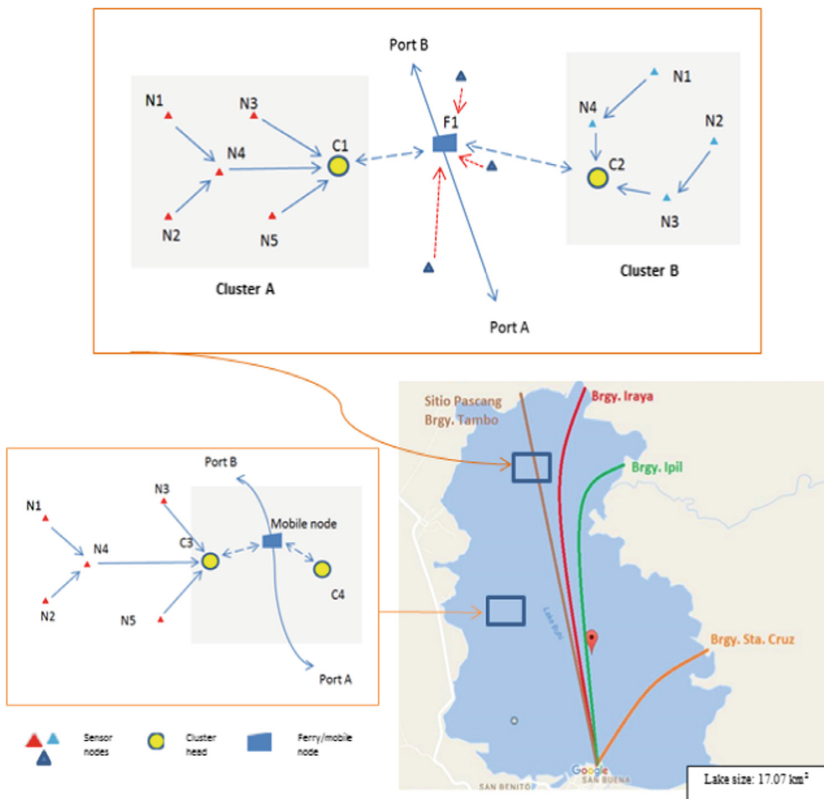 Port B
N1
N3
N4
C1
N2
N5
Cluster A
F1
Port A
N1
N4
N2
C2
N3
Cluster B
Sitio Pascang
Brgy. Tambo
Brgy. Iraya
Brgy. Ipil
Lake Buhi
Brgy. Sta. Cruz
Google
SAN BENITO
SAN BUENA
Lake size: 17.07 km²
Port B
N1
N3
N4
C3
Mobile node
N2
N5
C4
Port A
Sensor
nodes
Cluster
head
Ferry/mobile
node